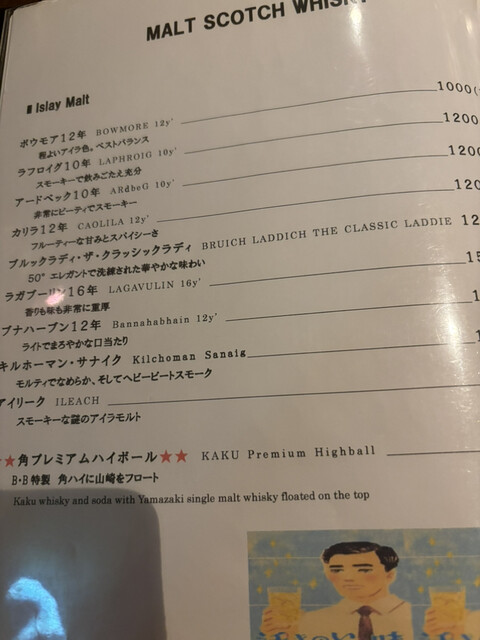 MALT SCOTCH WHISKY
■ Islay Malt
ボウモア12年 BOWMORE 12y' 1000(
程よいアイラ色。ベストバランス
ラフロイグ10年 LAPHROIG 10y' 1200
スモーキーで飲みごたえ充分
アードベック10年 ARdbeG 10y' 1200
非常にピーティでスモーキー
カリラ12年 CAOLILA 12y' 120
フルーティーな甘みとスパイシーさ
ブルックラディ・ザ・クラッシックラディ BRUICH LADDICH THE CLASSIC LADDIE 12
50° エレガントで洗練された華やかな味わい
ラガブーリン16年 LAGAVULIN 16y' 15
香りも味も非常に重厚
ブナハーブン12年 Bannahabhain 12y' 1
ライトでまろやかな口当たり
キルホーマン・サナイク Kilchoman Sanaig 1
モルティでなめらか、そしてヘビーピートスモーク
アイリーク ILEACH
スモーキーな謎のアイラモルト
★★角プレミアムハイボール★★ KAKU Premium Highball
B・B特製 角ハイに山崎をフロート
Kaku whisky and soda with Yamazaki single malt whisky floated on the top